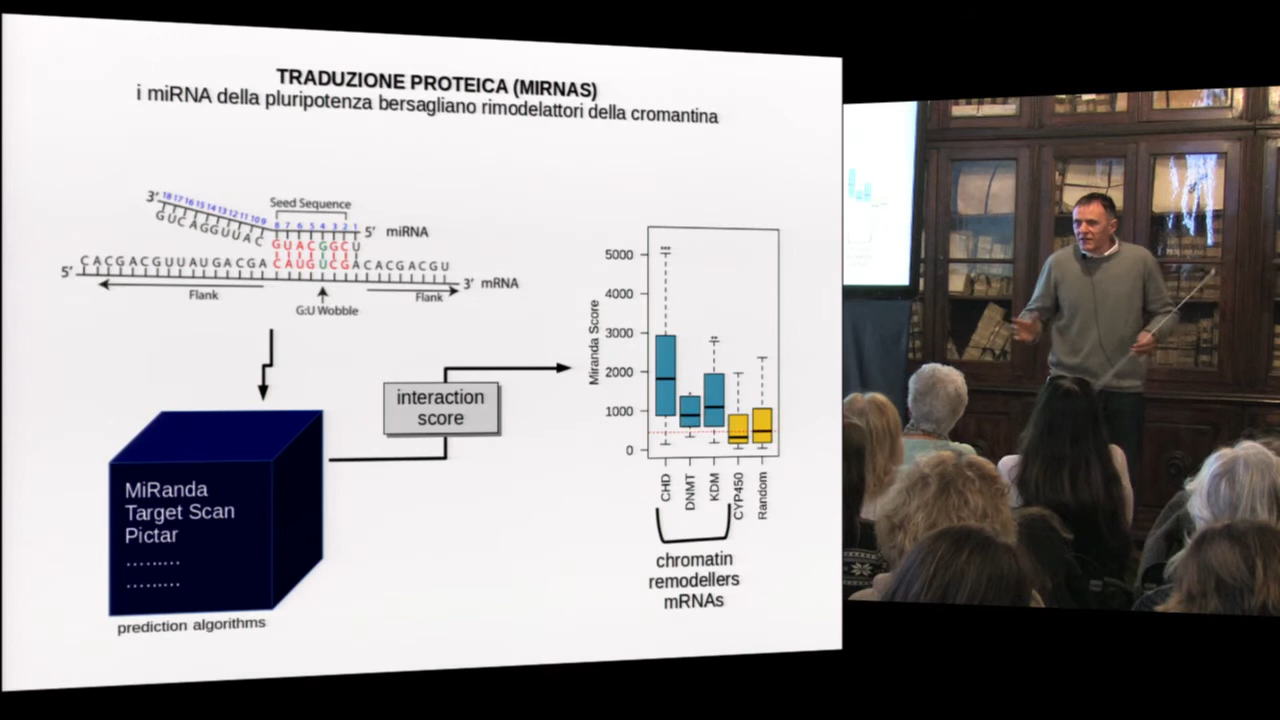 TRADUZIONE PROTEICA (MIRNAS)
i miRNA della pluripotenza bersagliano rimodelattori della cromantina
3' 18 17 16 15 14 13 12 11 10 9
Seed Sequence
8 7 6 5 4 3 2 1 5' miRNA
GUCAGGUUAC GUACGGCU
CACGACGUUAUGACGA CAUGUCGACACGACGU
5' 3' mRNA
Flank
Flank
G:U Wobble
interaction
score
MiRanda
Target Scan
Pictar
.........
.........
prediction algorithms
Miranda Score
5000
4000
3000
2000
1000
0
CHD
DNMT
KDM
CYP450
Random
chromatin
remodellers
mRNAs